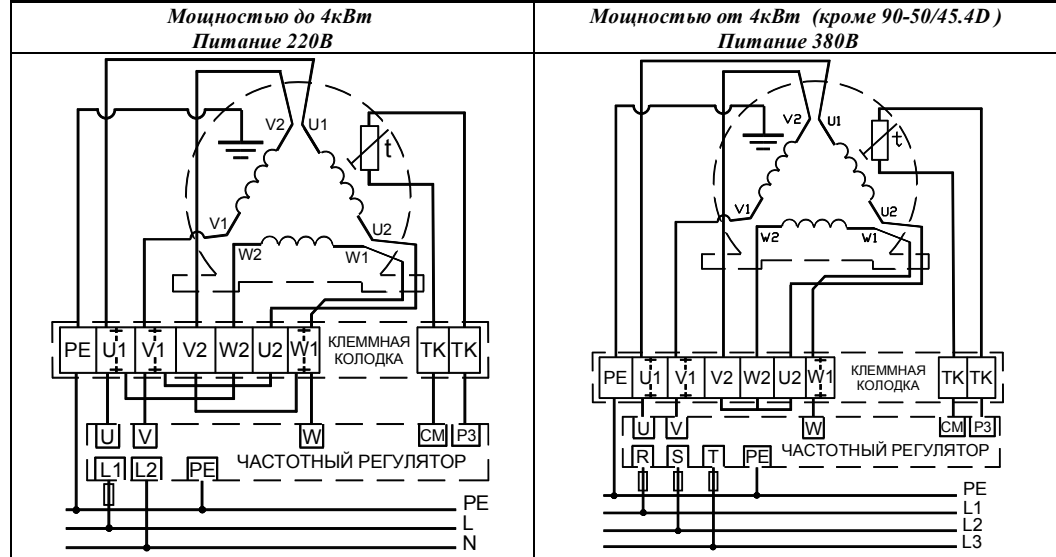 Мощностью до 4кВт
Питание 220В
V2 U1
t
V1
U2
W2 W1
PE U1 V1 V2 W2 U2 W1 КЛЕММНАЯ КОЛОДКА TK TK
U V W CM P3
ЧАСТОТНЫЙ РЕГУЛЯТОР
L1 L2 PE
PE
L
N
Мощностью от 4кВт (кроме 90-50/45.4D )
Питание 380В
V2 U1
t
V1
U2
W2 W1
PE U1 V1 V2 W2 U2 W1 КЛЕММНАЯ КОЛОДКА TK TK
U V W CM P3
ЧАСТОТНЫЙ РЕГУЛЯТОР
R S T PE
PE
L1
L2
L3